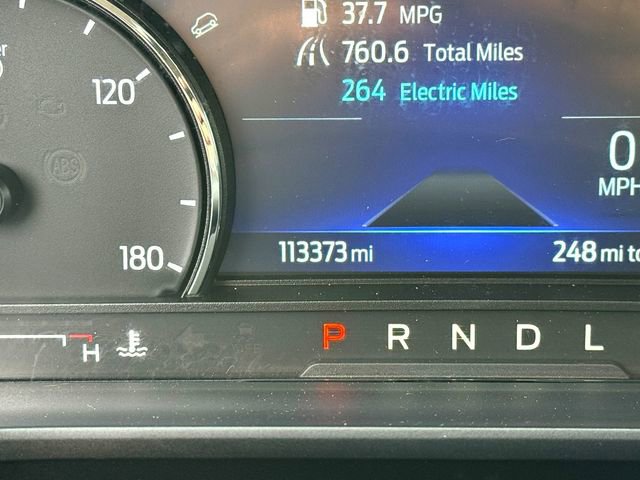 37.7 MPG
760.6 Total Miles
264 Electric Miles
120
ABS
0
MPH
180
113373 mi
248 mi to
H
P R N D L